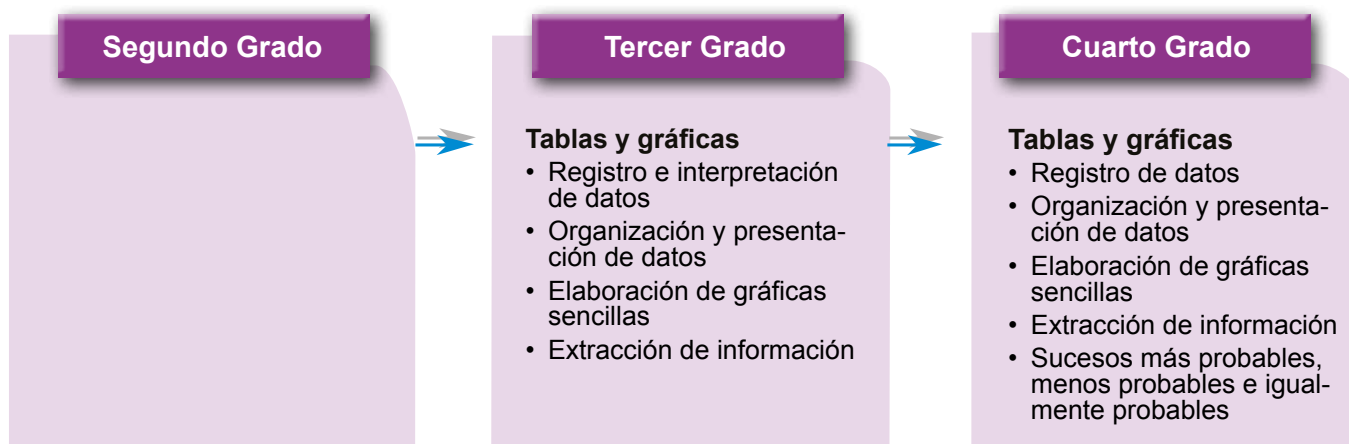 Segundo Grado
Tercer Grado
Tablas y gráficas
• Registro e interpretación
de datos
• Organización y presenta-
ción de datos
• Elaboración de gráficas
sencillas
• Extracción de información
Cuarto Grado
Tablas y gráficas
• Registro de datos
• Organización y presenta-
ción de datos
• Elaboración de gráficas
sencillas
• Extracción de información
• Sucesos más probables,
menos probables e igual-
mente probables